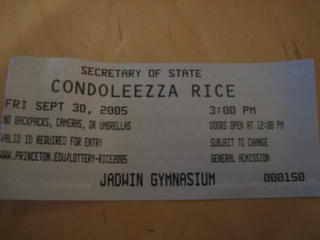 SECRETARY OF STATE
CONDOLEEZZA RICE
FRI SEPT 30, 2005 3:00 PM
NO BACKPACKS, CAMERAS, OR UMBRELLAS DOORS OPEN AT 12:00 PM
VALID ID REQUIRED FOR ENTRY SUBJECT TO CHANGE
WWW.PRINCETON.EDU/LOTTERY-RICE2005 GENERAL ADMISSION
JADWIN GYMNASIUM 000150